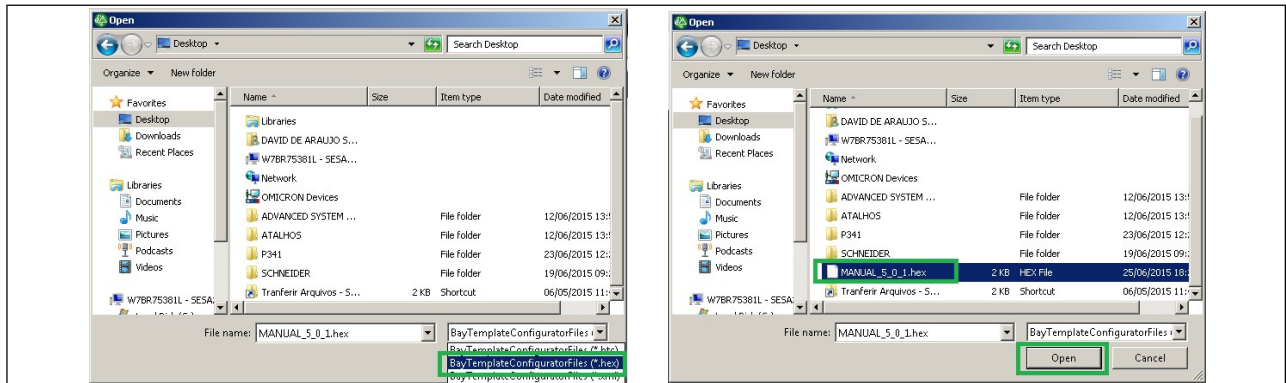 Open
Desktop
Search Desktop
Organize New folder
Favorites
Desktop
Downloads
Recent Places
Libraries
Documents
Music
Pictures
Podcasts
Videos
W7BR75381L - SESA
Name Size Item type Date modified
Libraries
DAVID DE ARAUJO S...
W7BR75381L - SESA...
Network
OMICRON Devices
ADVANCED SYSTEM ... File folder 12/06/2015 13:
ATALHOS File folder 12/06/2015 13:
P341 File folder 23/06/2015 12:
SCHNEIDER File folder 19/06/2015 09:
Tranferir Arquivos - S... 2 KB Shortcut 06/05/2015 11:
File name: MANUAL_5_0_1.hex BayTemplateConfiguratorFiles
BayTemplateConfiguratorFiles (*.hex)
Open
Desktop
Search Desktop
Organize New folder
Favorites
Desktop
Downloads
Recent Places
Libraries
Documents
Music
Pictures
Podcasts
Videos
W7BR75381L - SESA
Name Size Item type Date modified
DAVID DE ARAUJO S...
W7BR75381L - SESA...
Network
OMICRON Devices
ADVANCED SYSTEM ... File folder 12/06/2015 13:
ATALHOS File folder 12/06/2015 13:
P341 File folder 23/06/2015 12:
SCHNEIDER File folder 19/06/2015 09:
MANUAL_5_0_1.hex 2 KB HEX File 25/06/2015 18:
Tranferir Arquivos - S... 2 KB Shortcut 06/05/2015 11:
File name: MANUAL_5_0_1.hex BayTemplateConfiguratorFiles
Open Cancel